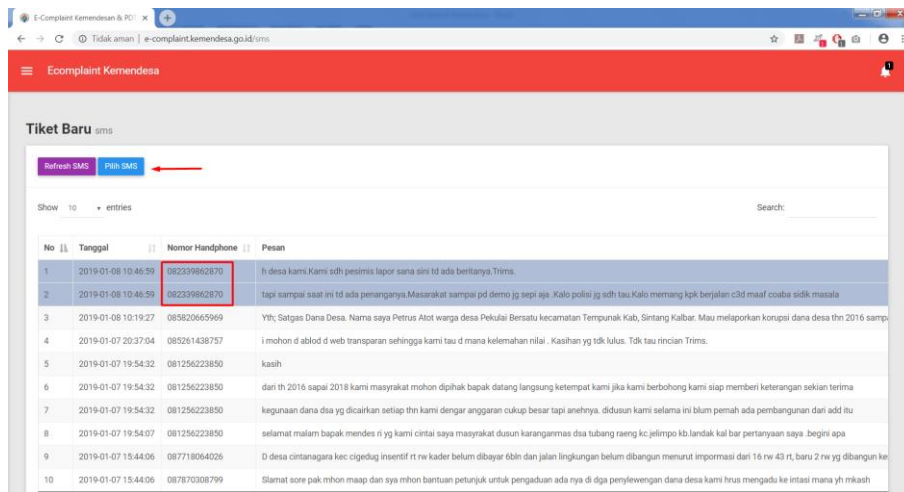 E-Complaint Kemendesan & PD
Tidak aman | e-complaint.kemendesa.go.id/sms
Ecomplaint Kemendesa
1
Tiket Baru sms
Refresh SMS Pilih SMS
Show 10 entries Search:
No Tanggal Nomor Handphone Pesan
1 2019-01-08 10:46:59 082339862870 h desa kami.Kami sdh pesimis lapor sana sini td ada beritanya.Trims.
2 2019-01-08 10:46:59 082339862870 tapi sampai saat ini td ada penanganya.Masarakat sampai pd demo jg sepi aja .Kalo polisi jg sdh tau.Kalo memang kpk berjalan c3d maaf coaba sidik masala
3 2019-01-08 10:19:27 085820665969 Yth; Satgas Dana Desa. Nama saya Petrus Atot warga desa Pekulai Bersatu kecamatan Tempunak Kab, Sintang Kalbar. Mau melaporkan korupsi dana desa thn 2016 samp
4 2019-01-07 20:37:04 085261438757 i mohon d ablod d web transparan sehingga kami tau d mana kelemahan nilai . Kasihan yg tdk lulus. Tdk tau rincian Trims.
5 2019-01-07 19:54:32 081256223850 kasih
6 2019-01-07 19:54:32 081256223850 dari th 2016 sapai 2018 kami masyrakat mohon dipihak bapak datang langsung ketempat kami jika kami berbohong kami siap memberi keterangan sekian terima
7 2019-01-07 19:54:32 081256223850 kegunaan dana dsa yg dicairkan setiap thn kami dengar anggaran cukup besar tapi anehnya. didusun kami selama ini blum pernah ada pembangunan dari add itu
8 2019-01-07 19:54:07 081256223850 selamat malam bapak mendes ri yg kami cintai saya masyrakat dusun karanganmas dsa tubang raeng kc.jelimpo kb.landak kal bar pertanyaan saya .begini apa
9 2019-01-07 15:44:06 087718064026 D desa cintanagara kec cigedug insentif rt rw kader belum dibayar 6bln dan jalan lingkungan belum dibangun menurut impormasi dari 16 rw 43 rt, baru 2 rw yg dibangun ke
10 2019-01-07 15:44:06 087870308799 Slamat sore pak mhon maap dan sya mhon bantuan petunjuk untuk pengaduan ada nya di dga penylewengan dana desa kami hrus mengadu ke intasi mana yh mkash